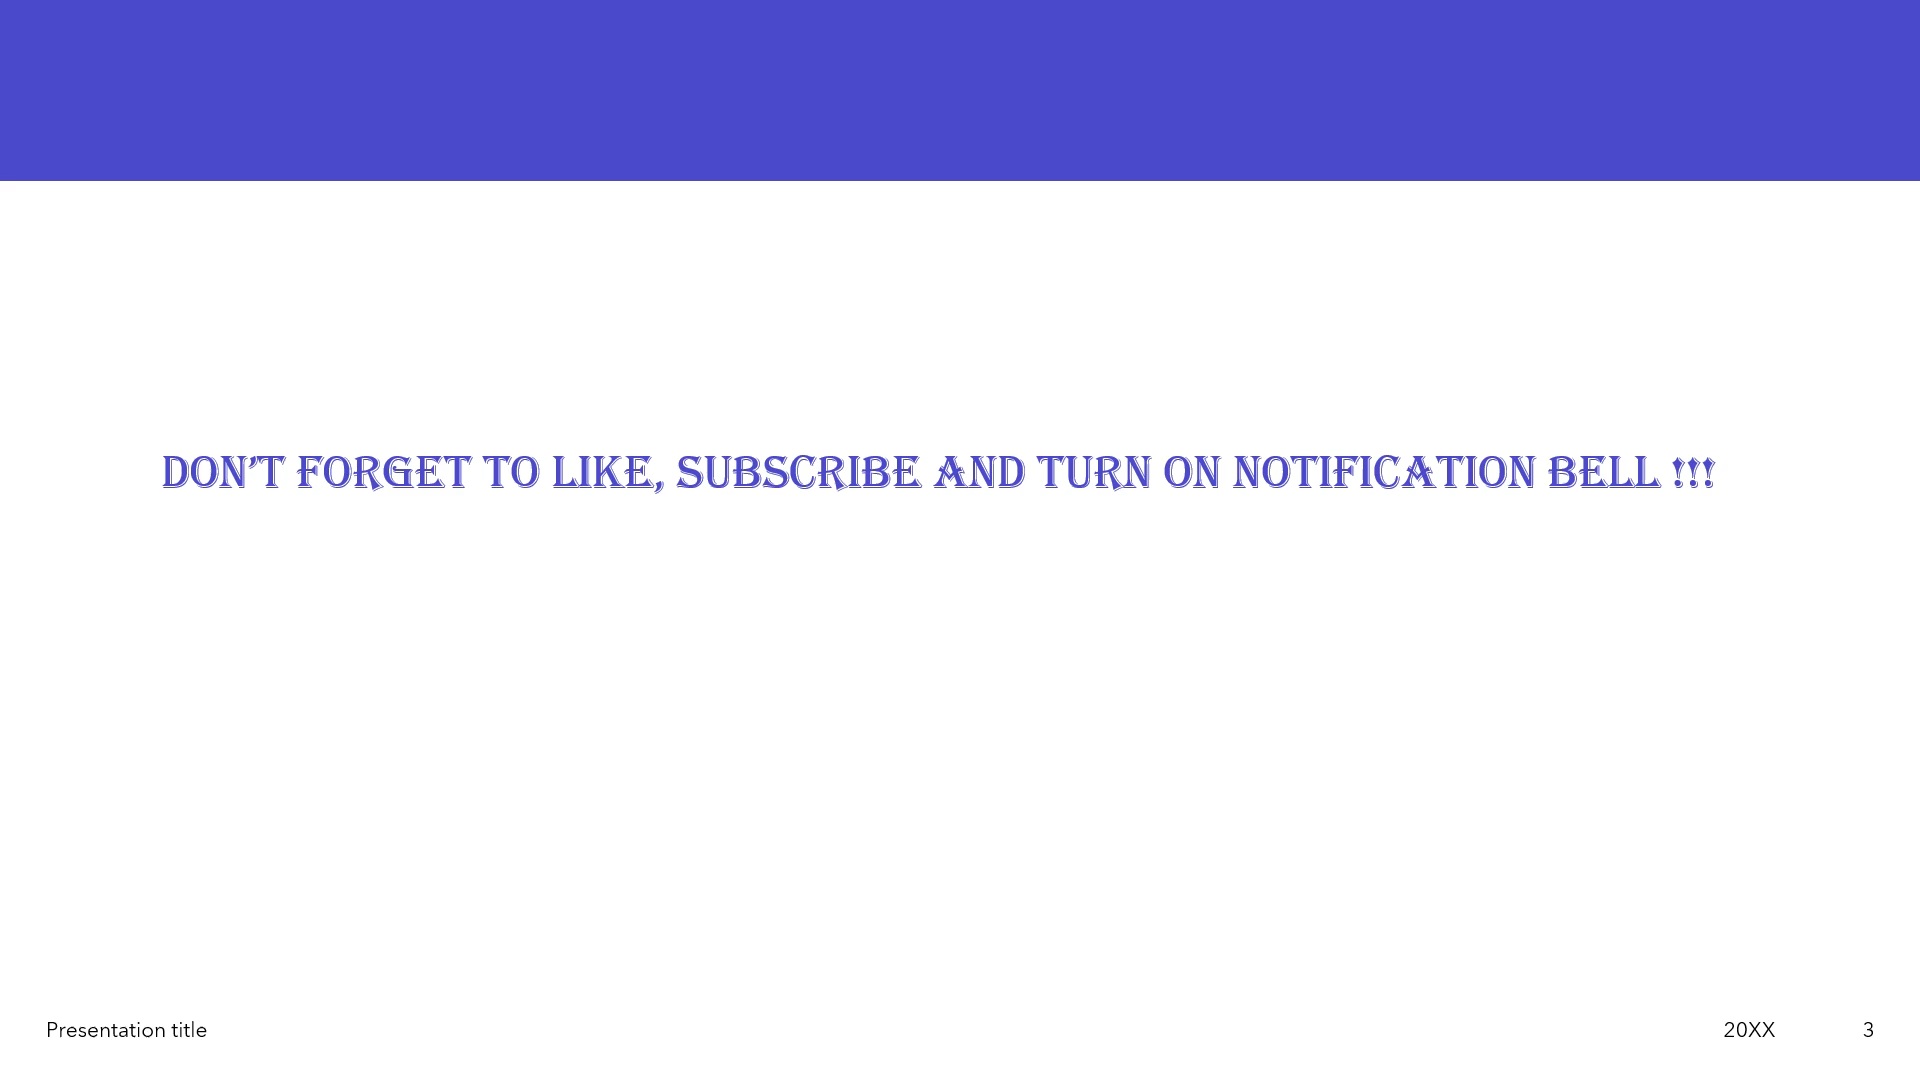 DON’T FORGET TO LIKE, SUBSCRIBE AND TURN ON NOTIFICATION BELL !!!
Presentation title
20XX
3